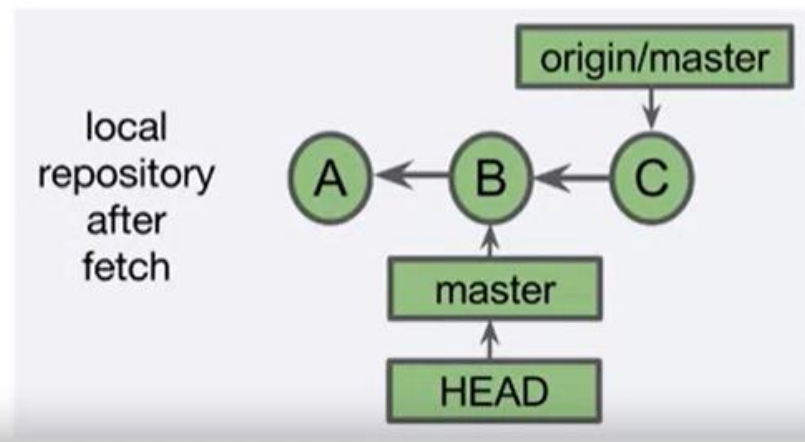 origin/master
local
repository
after
fetch
A
B
C
master
HEAD